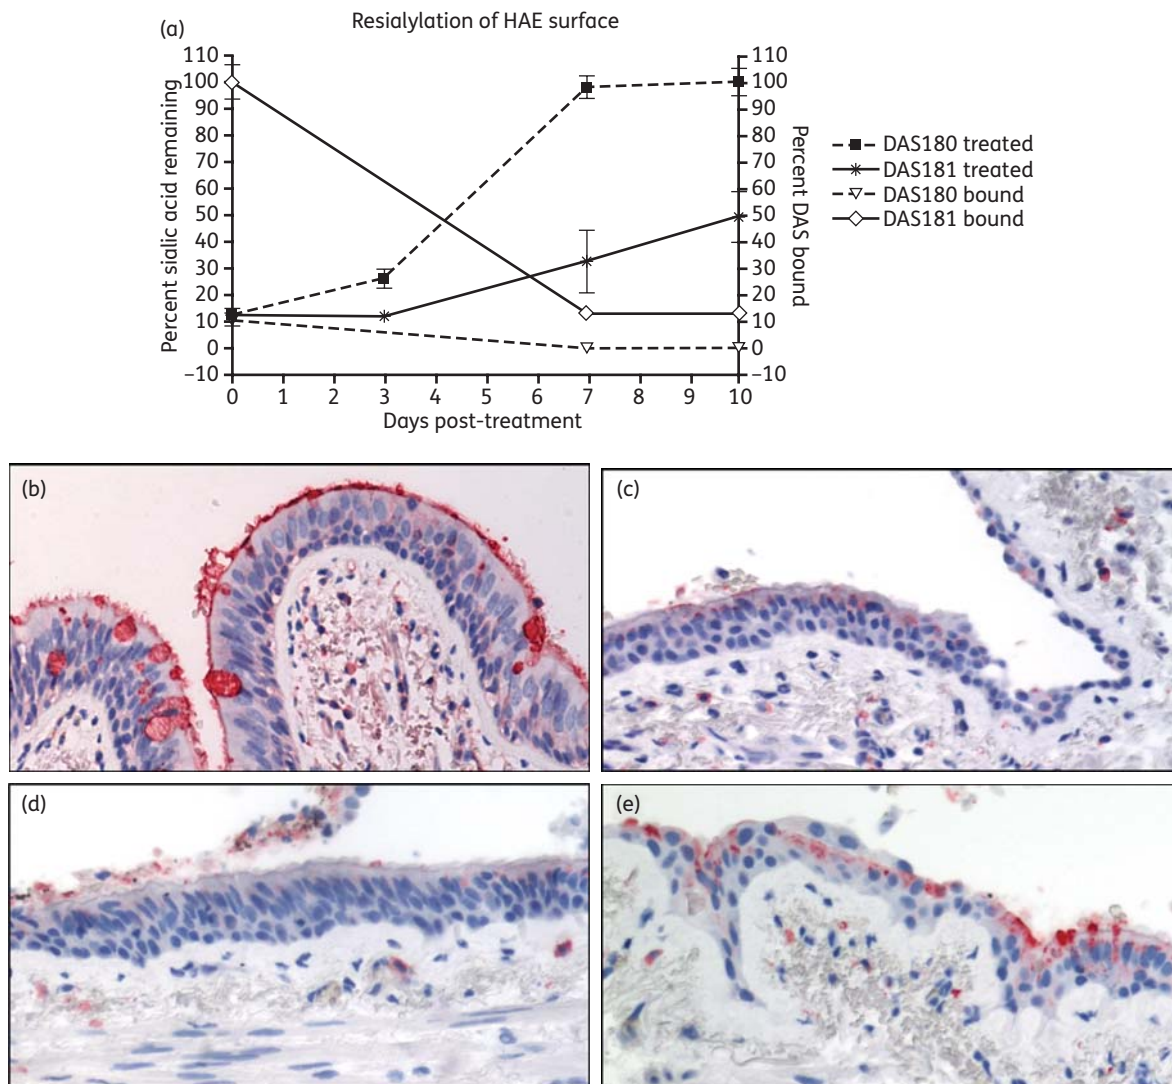 (a)
Resialylation of HAE surface
110
100
90
80
70
60
50
40
30
20
10
0
–10
Percent sialic acid remaining
110
100
90
80
70
60
50
40
30
20
10
0
–10
Percent DAS bound
0 1 2 3 4 5 6 7 8 9 10
Days post-treatment
DAS180 treated
DAS181 treated
DAS180 bound
DAS181 bound
(b)
(c)
(d)
(e)